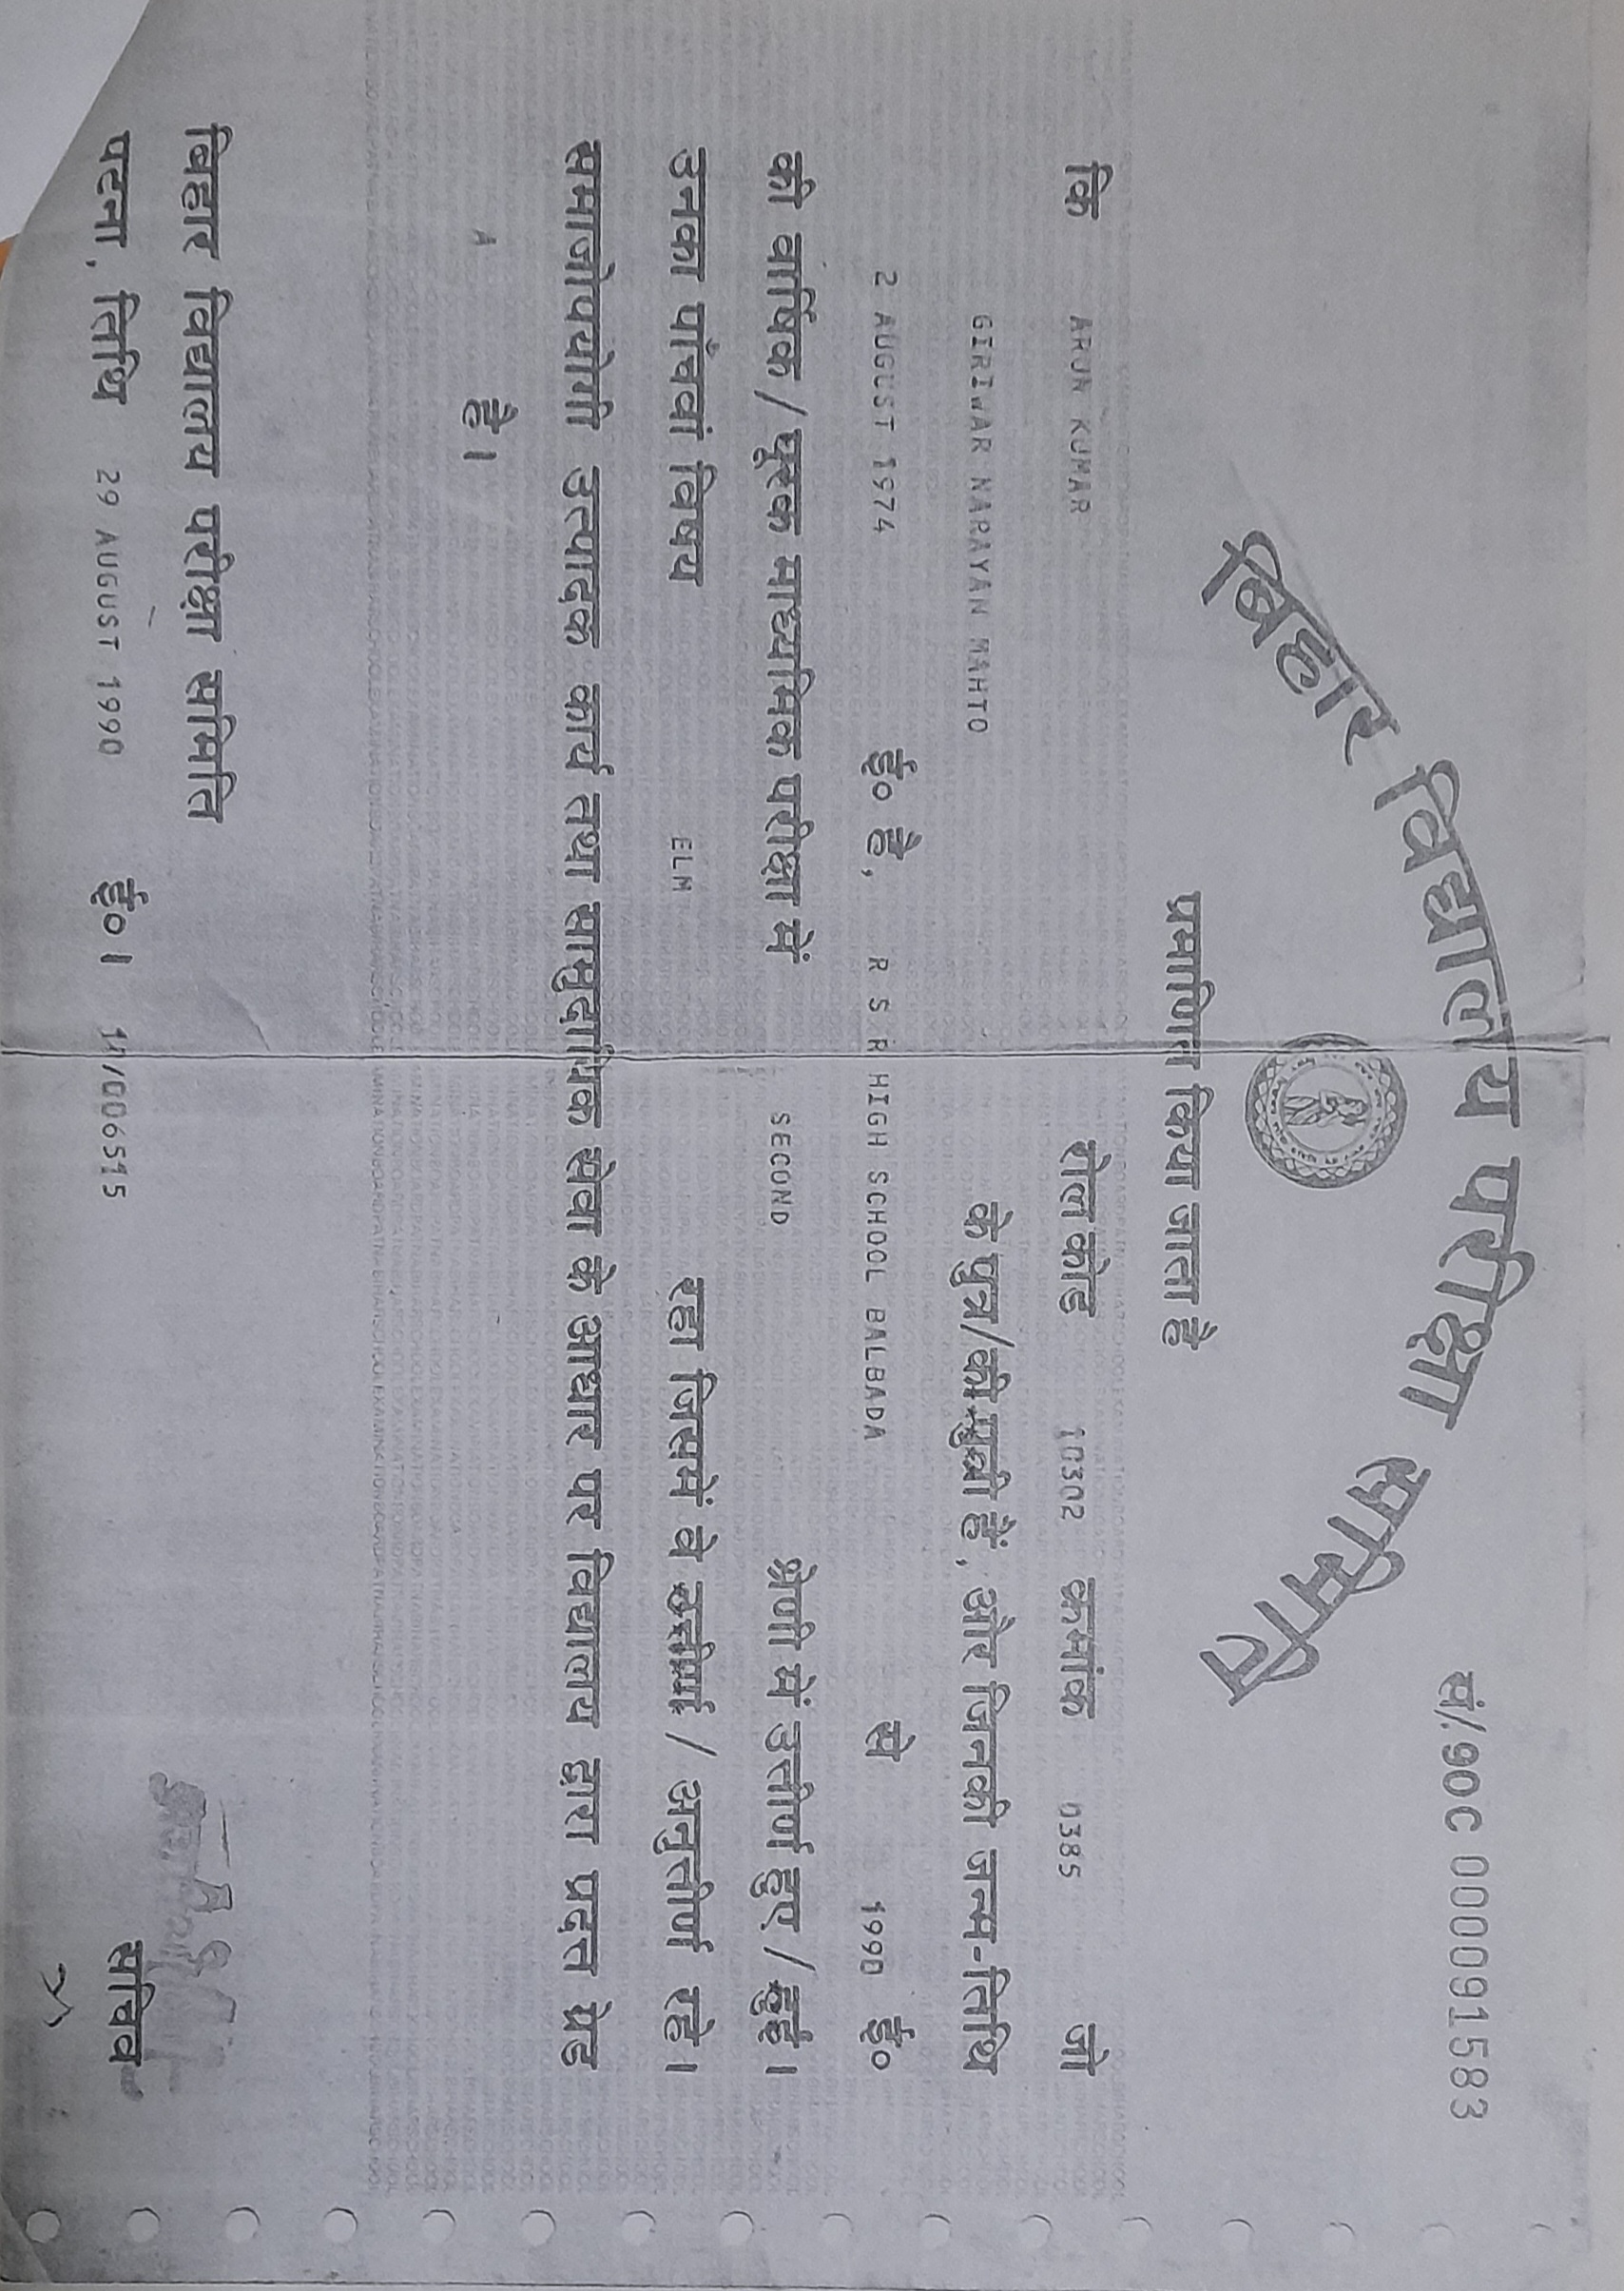 सं/.90C 000091583
बिहार विद्यालय परीक्षा समिति
प्रमाणित किया जाता है
कि ARUN KUMAR रोल कोड 10302 क्रमांक 0385 जो
GIRIWAR NARAYAN MAHTO के पुत्र/की पुत्री हैं, और जिनकी जन्म-तिथि
2 AUGUST 1974 ई० है, R S R HIGH SCHOOL BALBADA से 1990 ई०
की वार्षिक / पूरक माध्यमिक परीक्षा में SECOND श्रेणी में उत्तीर्ण हुए / हुई।
उनका पाँचवां विषय ELM रहा जिसमें वे उत्तीर्ण / अनुत्तीर्ण रहे।
समाजोपयोगी उत्पादक कार्य तथा सामुदायिक सेवा के आधार पर विद्यालय द्वारा प्रदत्त ग्रेड
A है।
बिहार विद्यालय परीक्षा समिति
पटना, तिथि 29 AUGUST 1990 ई०। 14/006515 सचिव